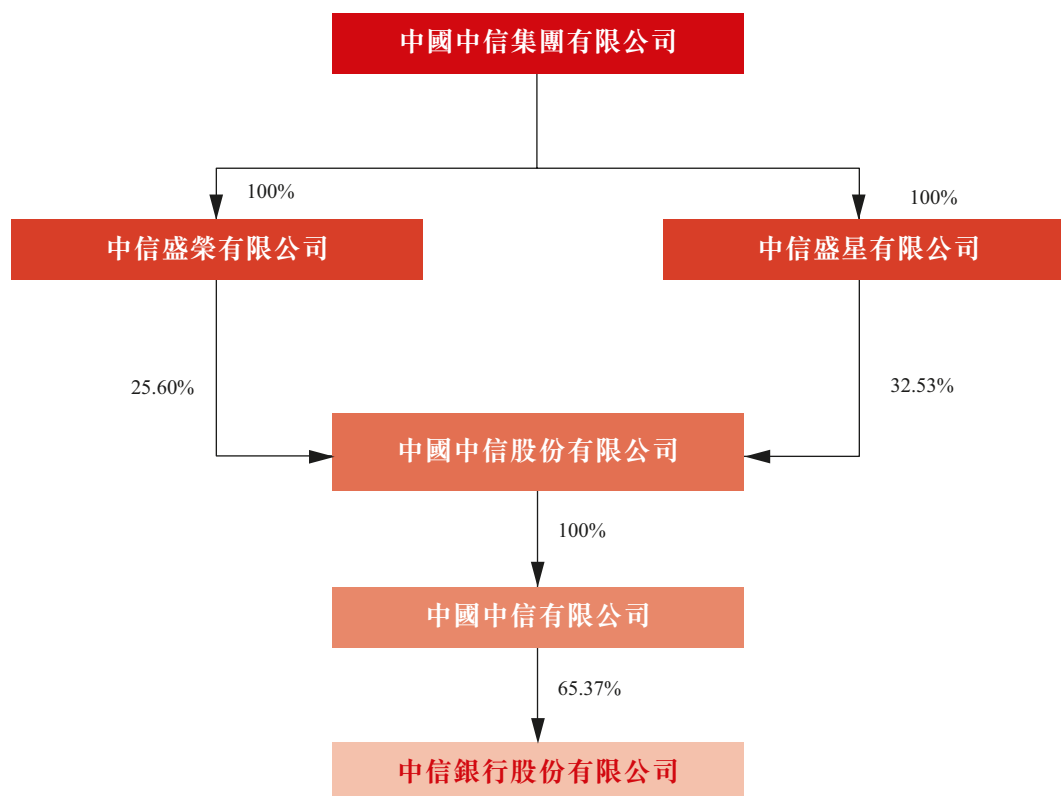 中國中信集團有限公司
100%
100%
中信盛榮有限公司
中信盛星有限公司
25.60%
32.53%
中國中信股份有限公司
100%
中國中信有限公司
65.37%
中信銀行股份有限公司